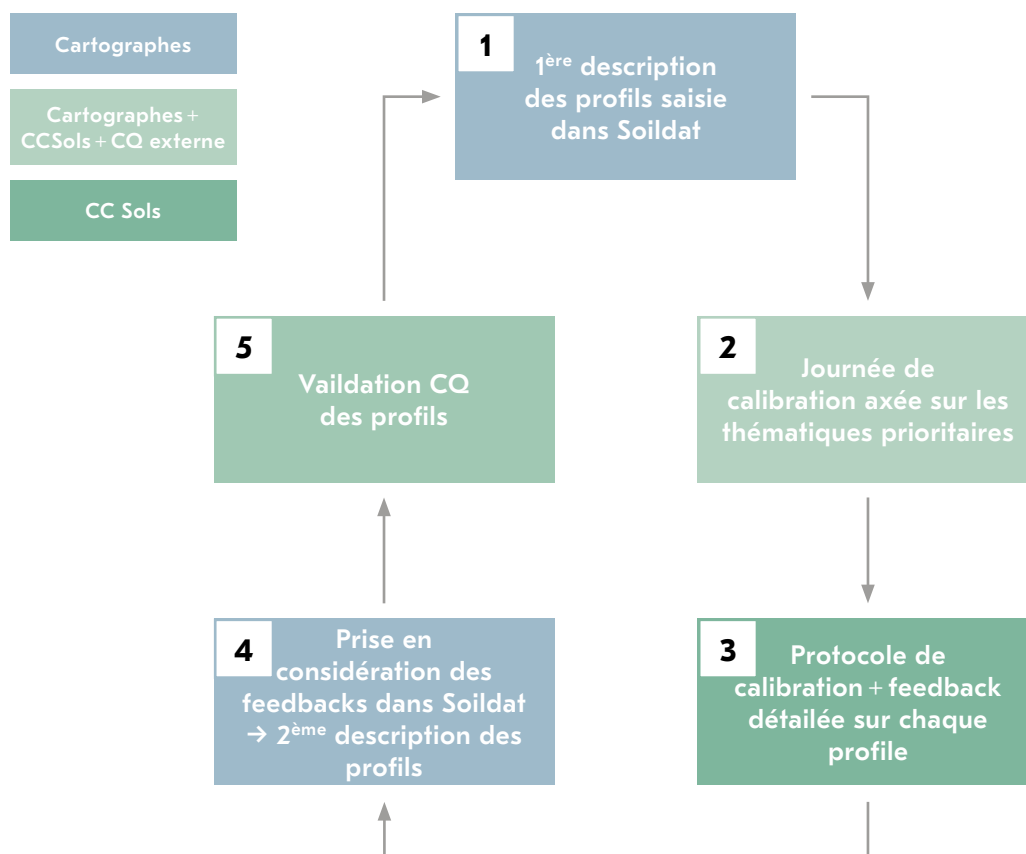 Cartographes
Cartographes +
CCSols + CQ externe
CC Sols
1
1ère description
des profils saisie
dans Soildat
5
Vaildation CQ
des profils
2
Journée de
calibration axée sur les
thématiques prioritaires
4
Prise en
considération des
feedbacks dans Soildat
→ 2ème description des
profils
3
Protocole de
calibration + feedback
détailée sur chaque
profile